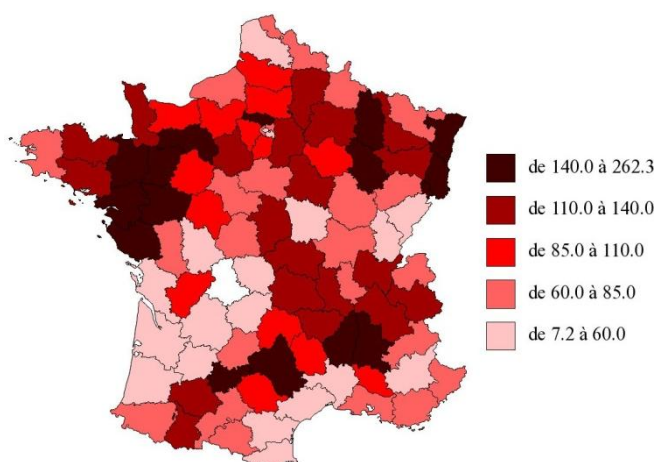 de 140.0 à 262.3
de 110.0 à 140.0
de 85.0 à 110.0
de 60.0 à 85.0
de 7.2 à 60.0